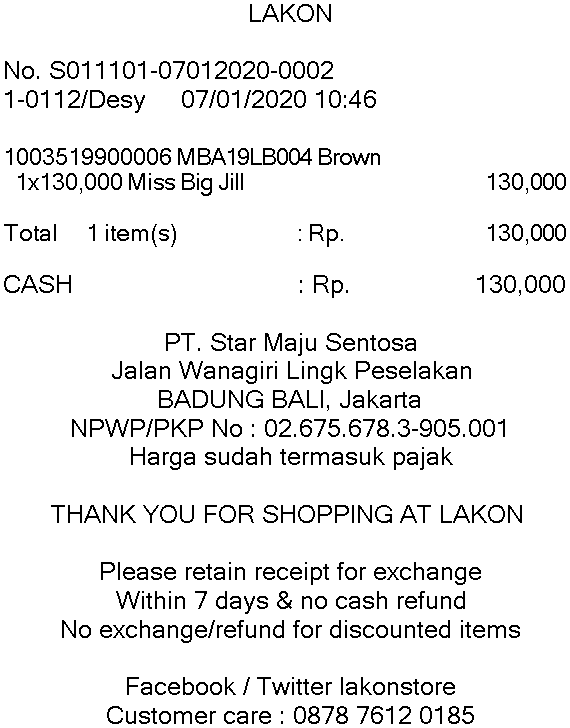 LAKON
No. S011101-07012020-0002
1-0112/Desy 07/01/2020 10:46
1003519900006 MBA19LB004 Brown
1x130,000 Miss Big Jill 130,000
Total 1 item(s) : Rp. 130,000
CASH : Rp. 130,000
PT. Star Maju Sentosa
Jalan Wanagiri Lingk Peselakan
BADUNG BALI, Jakarta
NPWP/PKP No : 02.675.678.3-905.001
Harga sudah termasuk pajak
THANK YOU FOR SHOPPING AT LAKON
Please retain receipt for exchange
Within 7 days & no cash refund
No exchange/refund for discounted items
Facebook / Twitter lakonstore
Customer care : 0878 7612 0185